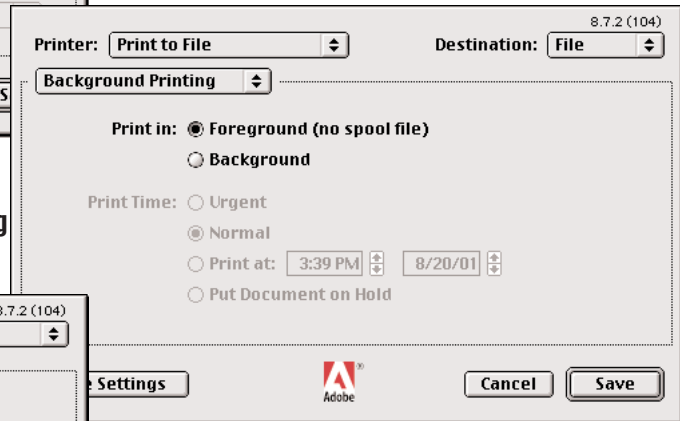 8.7.2 (104)
Printer: Print to File Destination: File
Background Printing
Print in: Foreground (no spool file)
Background
Print Time: Urgent
Normal
Print at: 3:39 PM 8/20/01
Put Document on Hold
8.7.2 (104)
Settings Adobe® Cancel Save